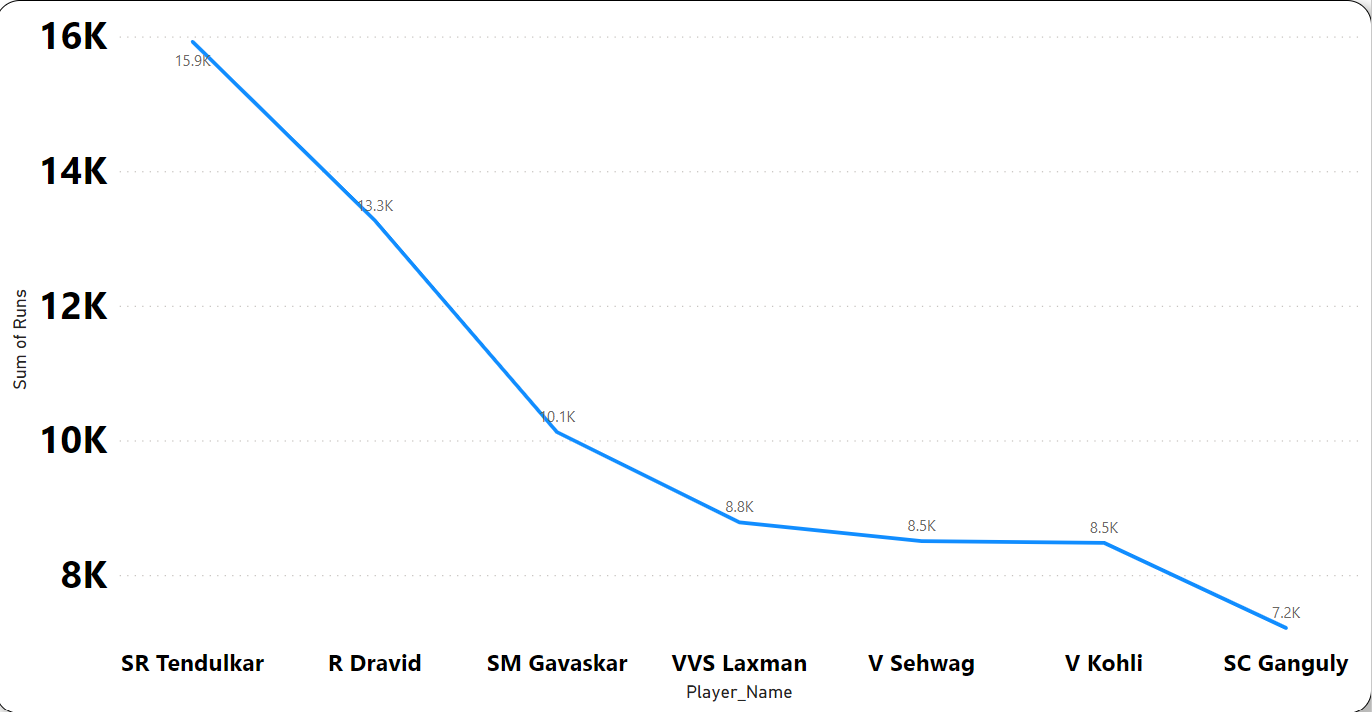 16K
15.9K
14K
13.3K
12K
Sum of Runs
10.1K
10K
8.8K
8.5K
8.5K
8K
7.2K
SR Tendulkar R Dravid SM Gavaskar VVS Laxman V Sehwag V Kohli SC Ganguly
Player_Name